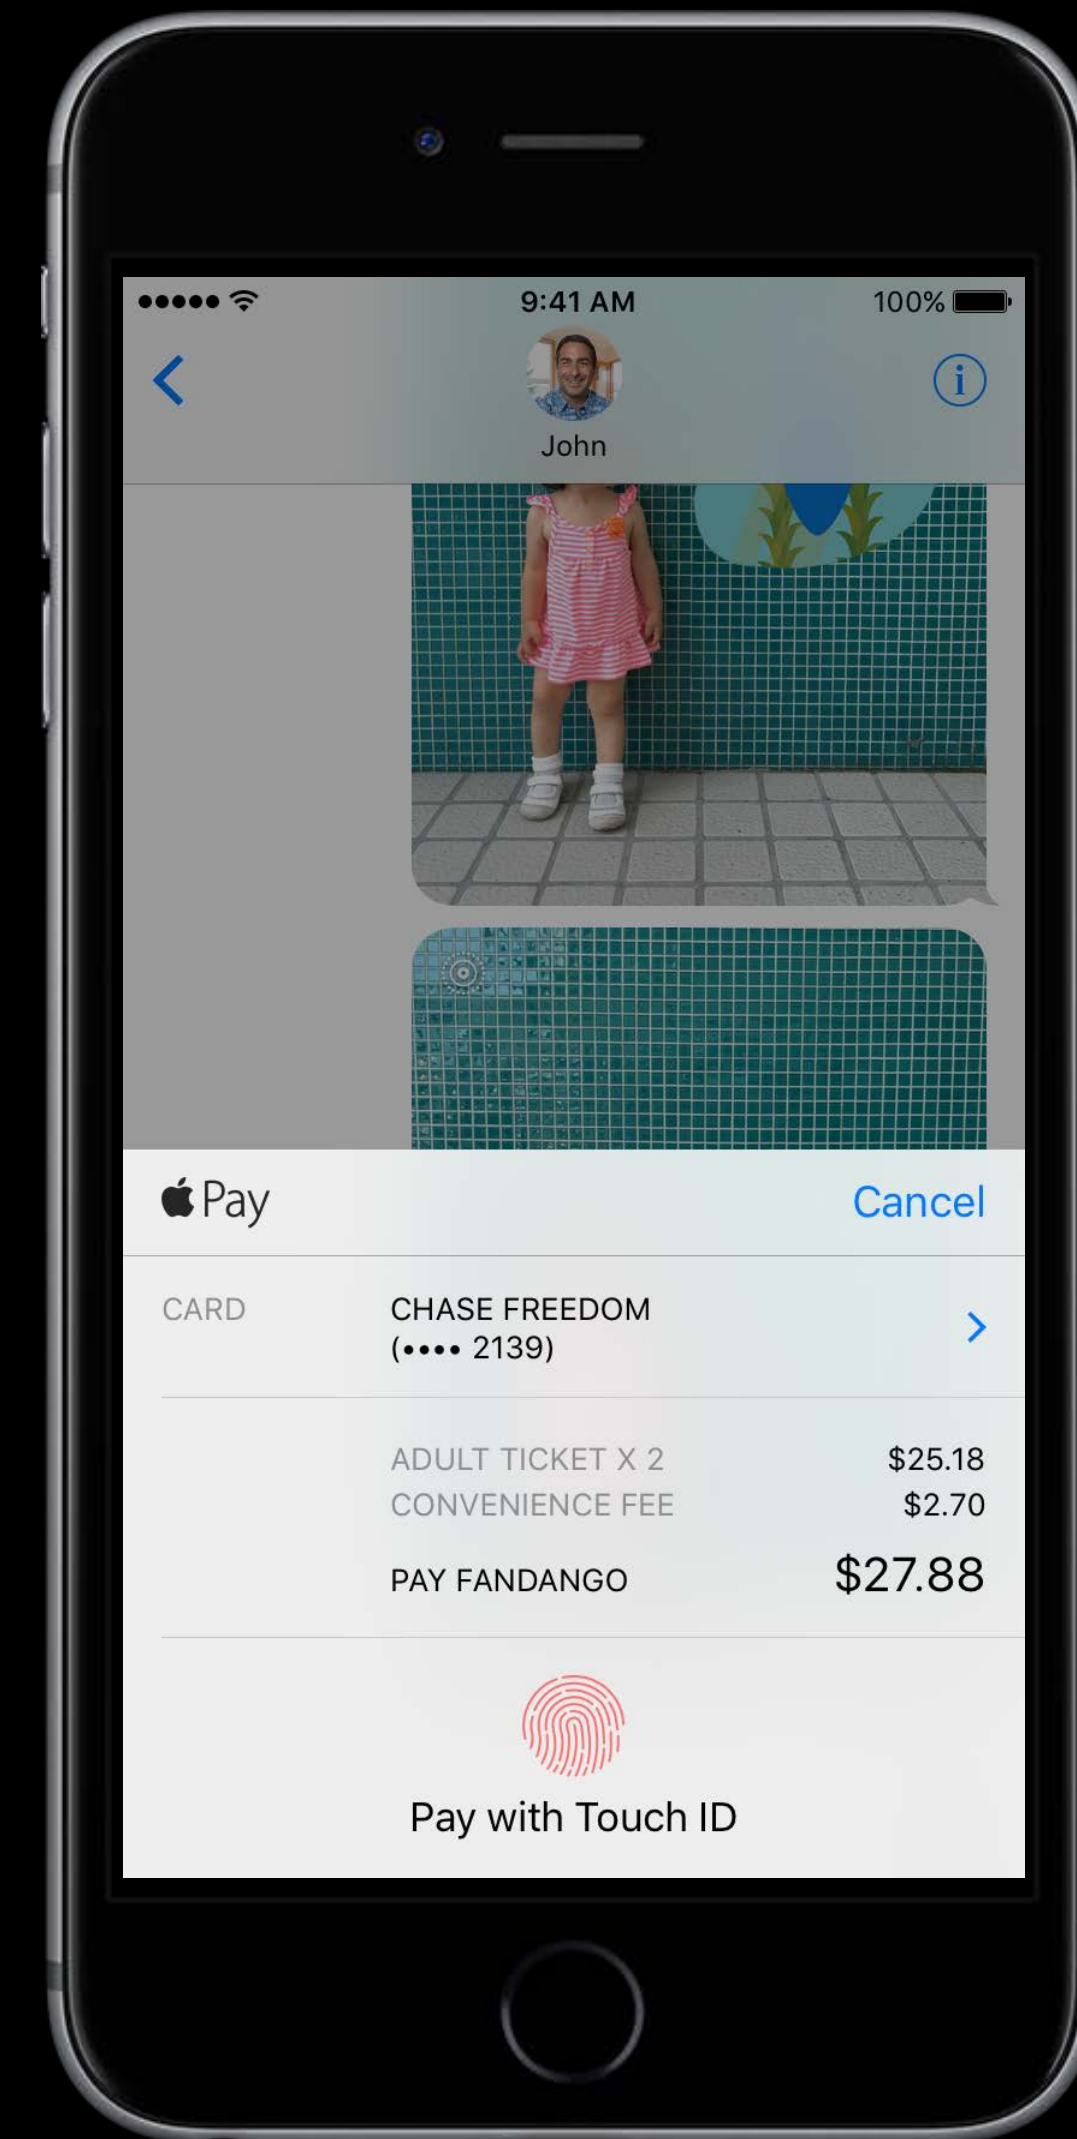 9:41 AM 100%
John
Pay Cancel
CARD CHASE FREEDOM
(•••• 2139)
ADULT TICKET X 2 $25.18
CONVENIENCE FEE $2.70
PAY FANDANGO $27.88
Pay with Touch ID